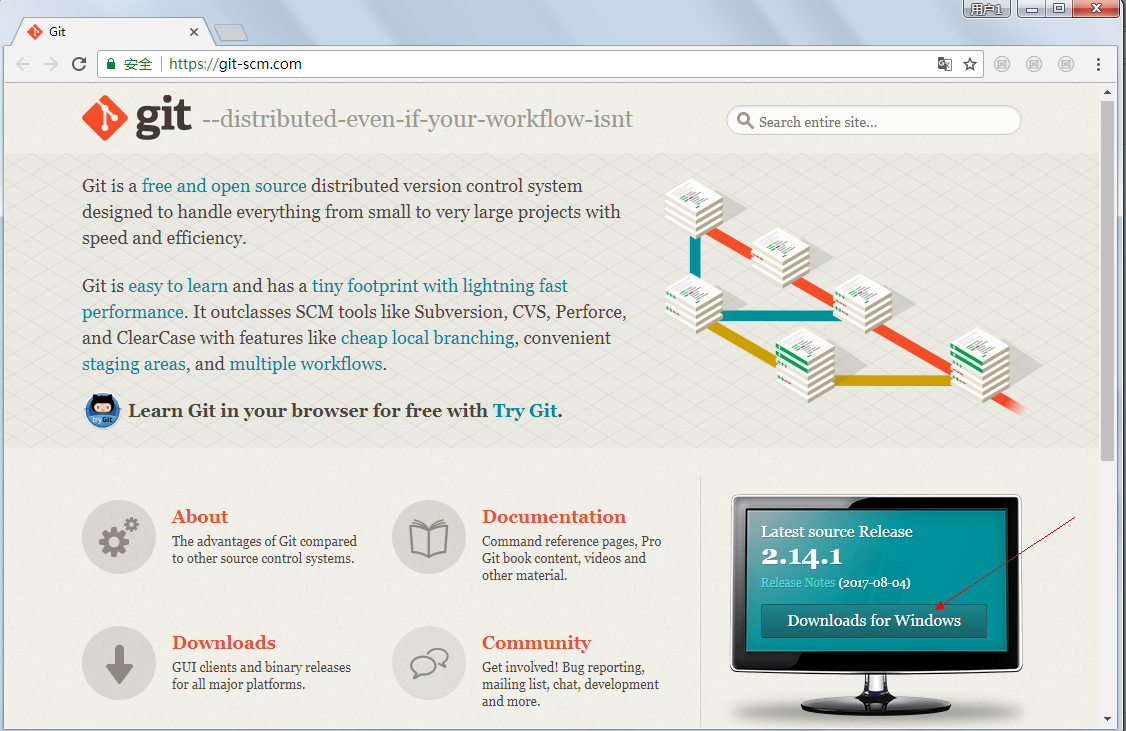 用户1
Git
安全 https://git-scm.com
git --distributed-even-if-your-workflow-isnt
Search entire site...
Git is a free and open source distributed version control system
designed to handle everything from small to very large projects with
speed and efficiency.
Git is easy to learn and has a tiny footprint with lightning fast
performance. It outclasses SCM tools like Subversion, CVS, Perforce,
and ClearCase with features like cheap local branching, convenient
staging areas, and multiple workflows.
try Git
Learn Git in your browser for free with Try Git.
About
The advantages of Git compared
to other source control systems.
Documentation
Command reference pages, Pro
Git book content, videos and
other material.
Downloads
GUI clients and binary releases
for all major platforms.
Community
Get involved! Bug reporting,
mailing list, chat, development
and more.
Latest source Release
2.14.1
Release Notes (2017-08-04)
Downloads for Windows